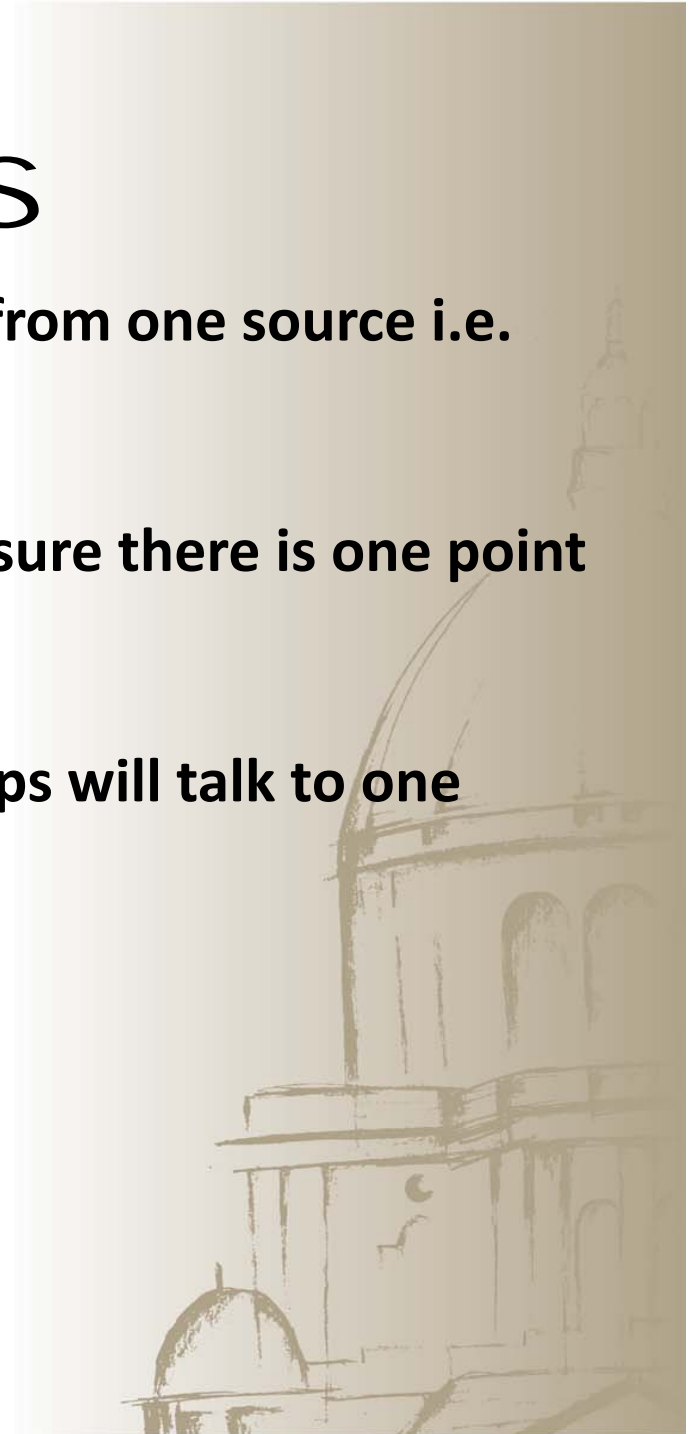 s
from one source i.e.
sure there is one point
ps will talk to one